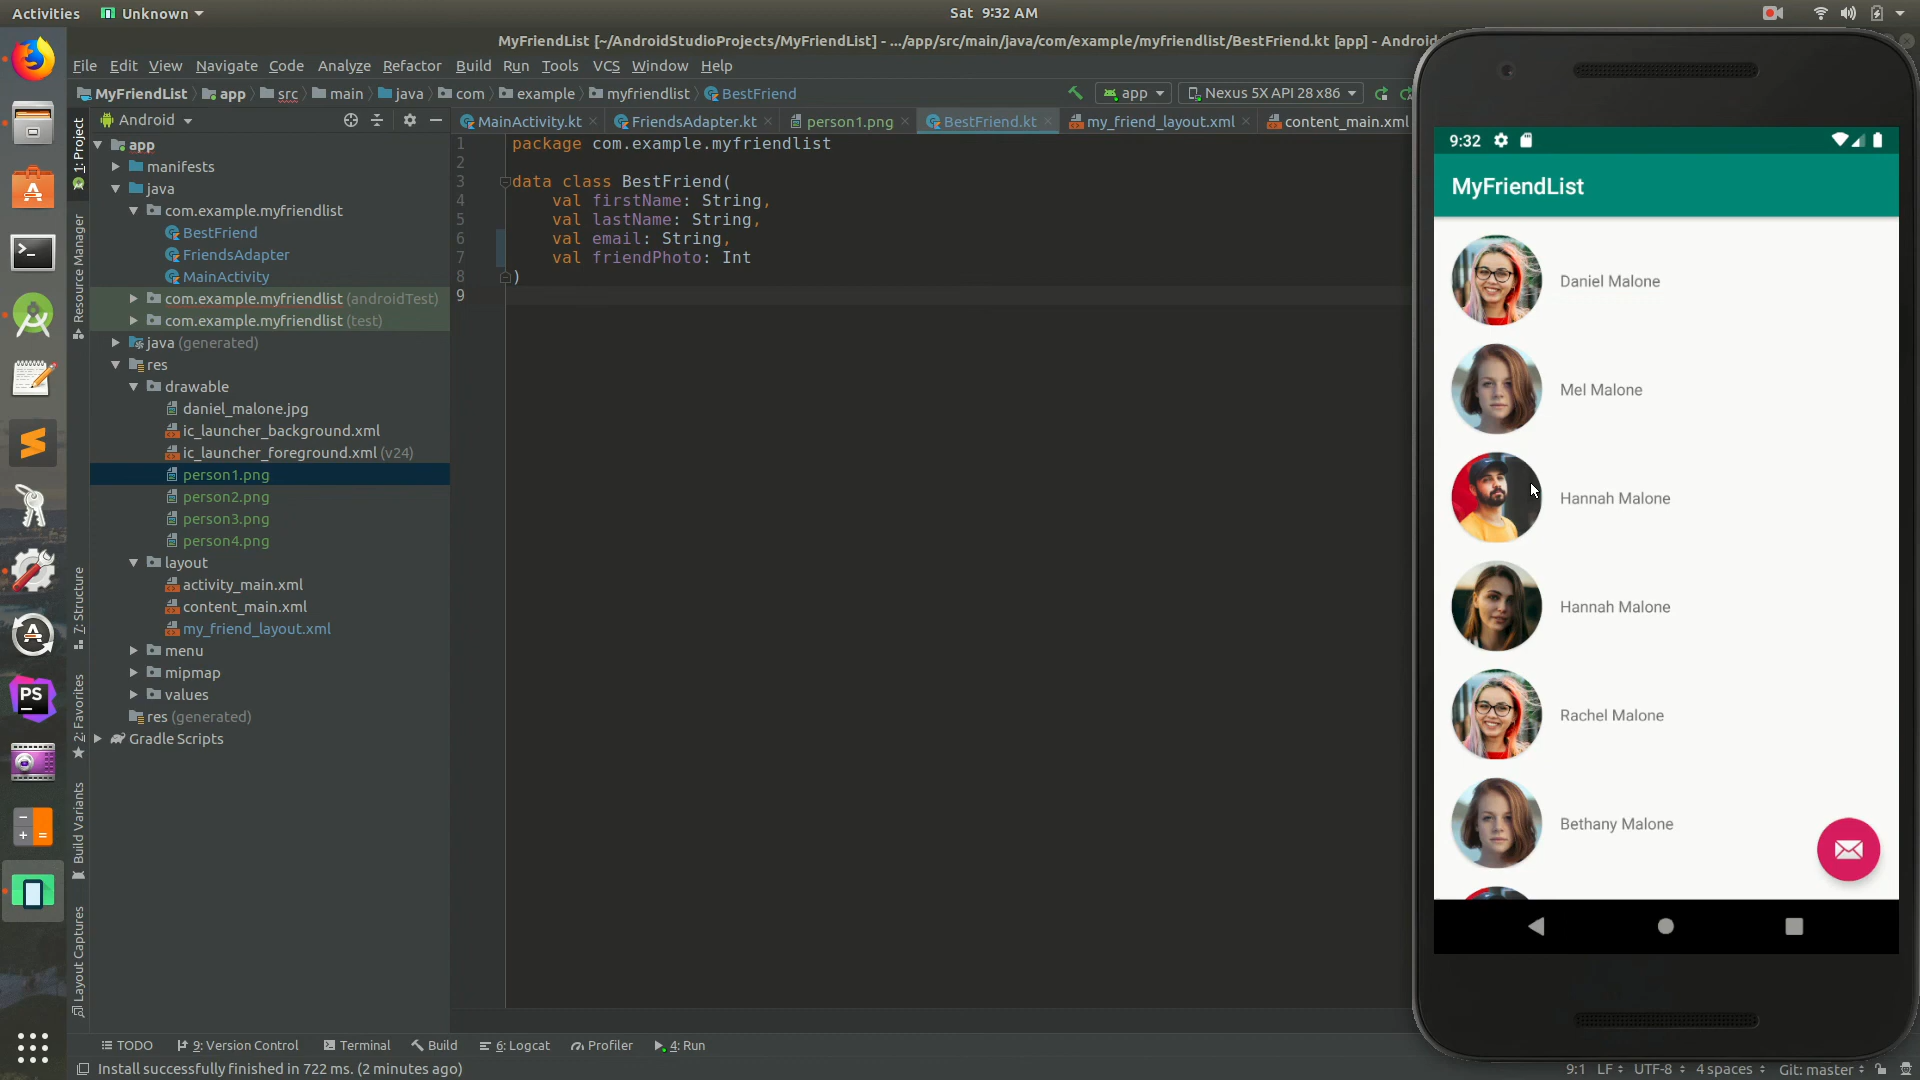 Activities
Unknown
Sat 9:32 AM
MyFriendList [~/AndroidStudioProjects/MyFriendList] - .../app/src/main/java/com/example/myfriendlist/BestFriend.kt [app] - Android
File Edit View Navigate Code Analyze Refactor Build Run Tools VCS Window Help
MyFriendList app src main java com example myfriendlist BestFriend
app Nexus 5X API 28 x86
Android
MainActivity.kt FriendsAdapter.kt person1.png BestFriend.kt my_friend_layout.xml content_main.xml
1: Project
Resource Manager
7: Structure
2: Favorites
Build Variants
Layout Captures
app
manifests
java
com.example.myfriendlist
BestFriend
FriendsAdapter
MainActivity
com.example.myfriendlist (androidTest)
com.example.myfriendlist (test)
java (generated)
res
drawable
daniel_malone.jpg
ic_launcher_background.xml
ic_launcher_foreground.xml (v24)
person1.png
person2.png
person3.png
person4.png
layout
activity_main.xml
content_main.xml
my_friend_layout.xml
menu
mipmap
values
res (generated)
Gradle Scripts
PS
1 package com.example.myfriendlist
2
3 data class BestFriend(
4 val firstName: String,
5 val lastName: String,
6 val email: String,
7 val friendPhoto: Int
8 )
9
9:32
MyFriendList
Daniel Malone
Mel Malone
Hannah Malone
Hannah Malone
Rachel Malone
Bethany Malone
TODO 9: Version Control Terminal Build 6: Logcat Profiler 4: Run
Install successfully finished in 722 ms. (2 minutes ago)
9:1 LF UTF-8 4 spaces Git: master